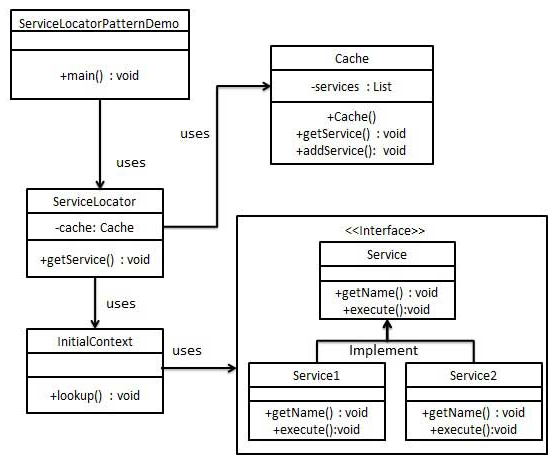 ServiceLocatorPatternDemo
+main() : void
uses
ServiceLocator
-cache: Cache
+getService() : void
uses
Cache
-services : List
+Cache()
+getService() : void
+addService(): void
uses
InitialContext
+lookup() : void
uses
<<Interface>>
Service
+getName() : void
+execute():void
Implement
Service1
+getName() : void
+execute():void
Service2
+getName() : void
+execute():void